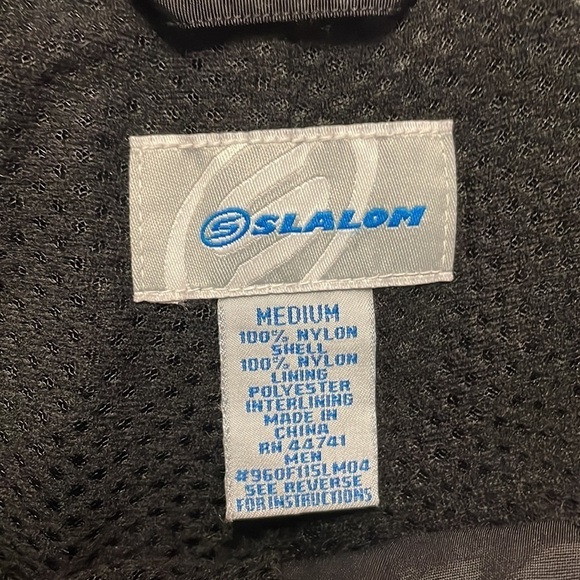 S SLALOM
MEDIUM
100% NYLON
SHELL
100% NYLON
LINING
POLYESTER
INTERLINING
MADE IN
CHINA
RN 44741
MEN
#960F115LM04
SEE REVERSE
FOR INSTRUCTIONS